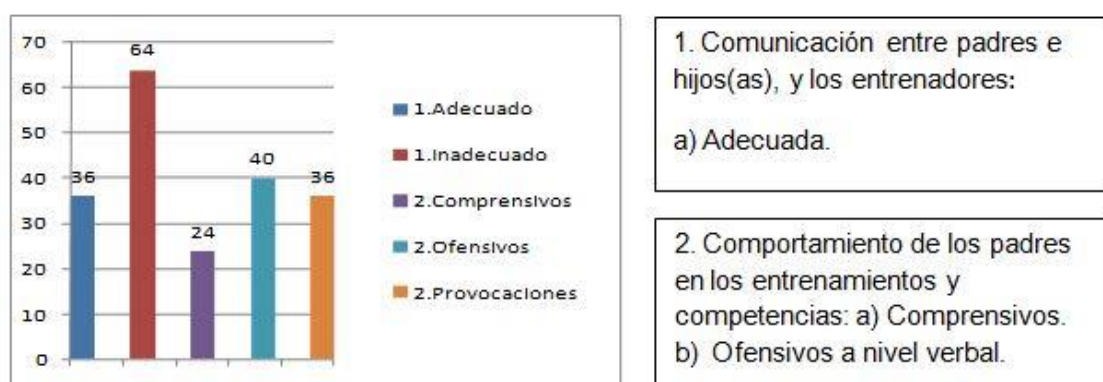 70
60
50
40
30
20
10
0
36
64
24
40
36
1.Adecuado
1.Inadecuado
2.Comprensivos
2.Ofensivos
2.Provocaciones
1. Comunicación entre padres e
hijos(as), y los entrenadores:
a) Adecuada.
2. Comportamiento de los padres
en los entrenamientos y
competencias: a) Comprensivos.
b) Ofensivos a nivel verbal.